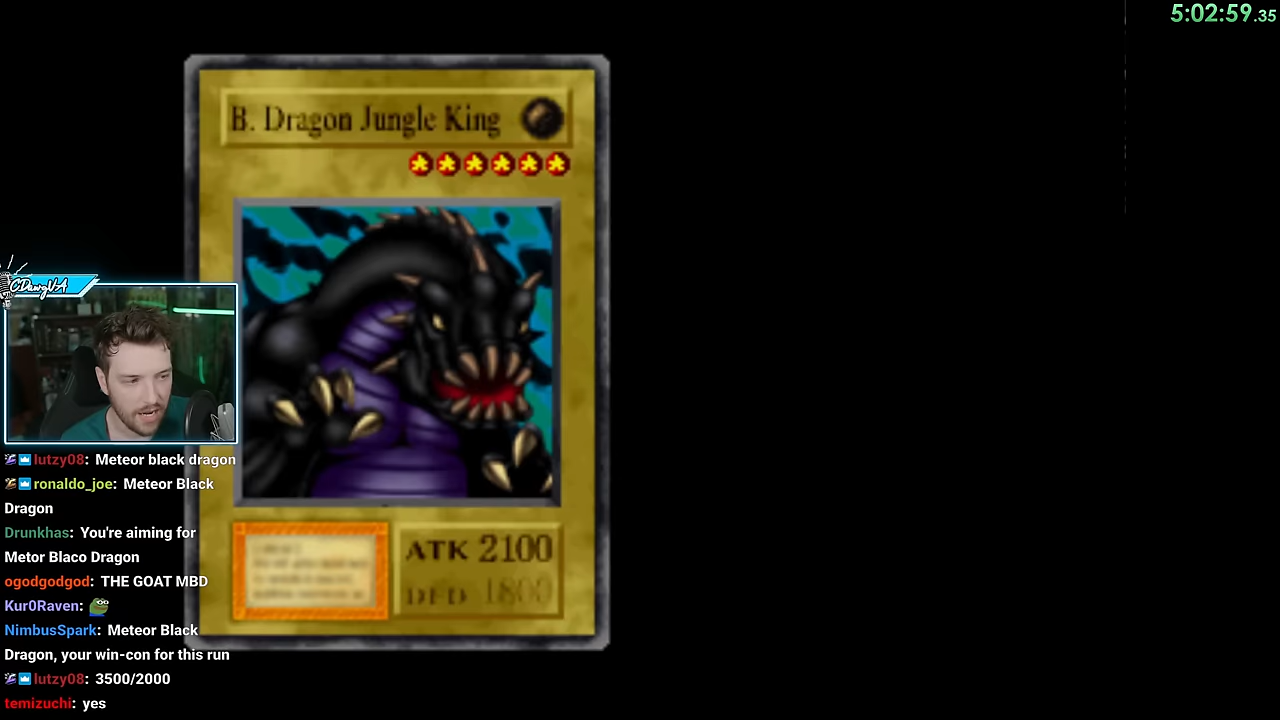 5:02:59.35
B. Dragon Jungle King
ATK 2100
DFD 1800
CDawgVA
lutzy08: Meteor black dragon
ronaldo_joe: Meteor Black
Dragon
Drunkhas: You're aiming for
Metor Blaco Dragon
ogodgodgod: THE GOAT MBD
Kur0Raven:
NimbusSpark: Meteor Black
Dragon, your win-con for this run
lutzy08: 3500/2000
temizuchi: yes